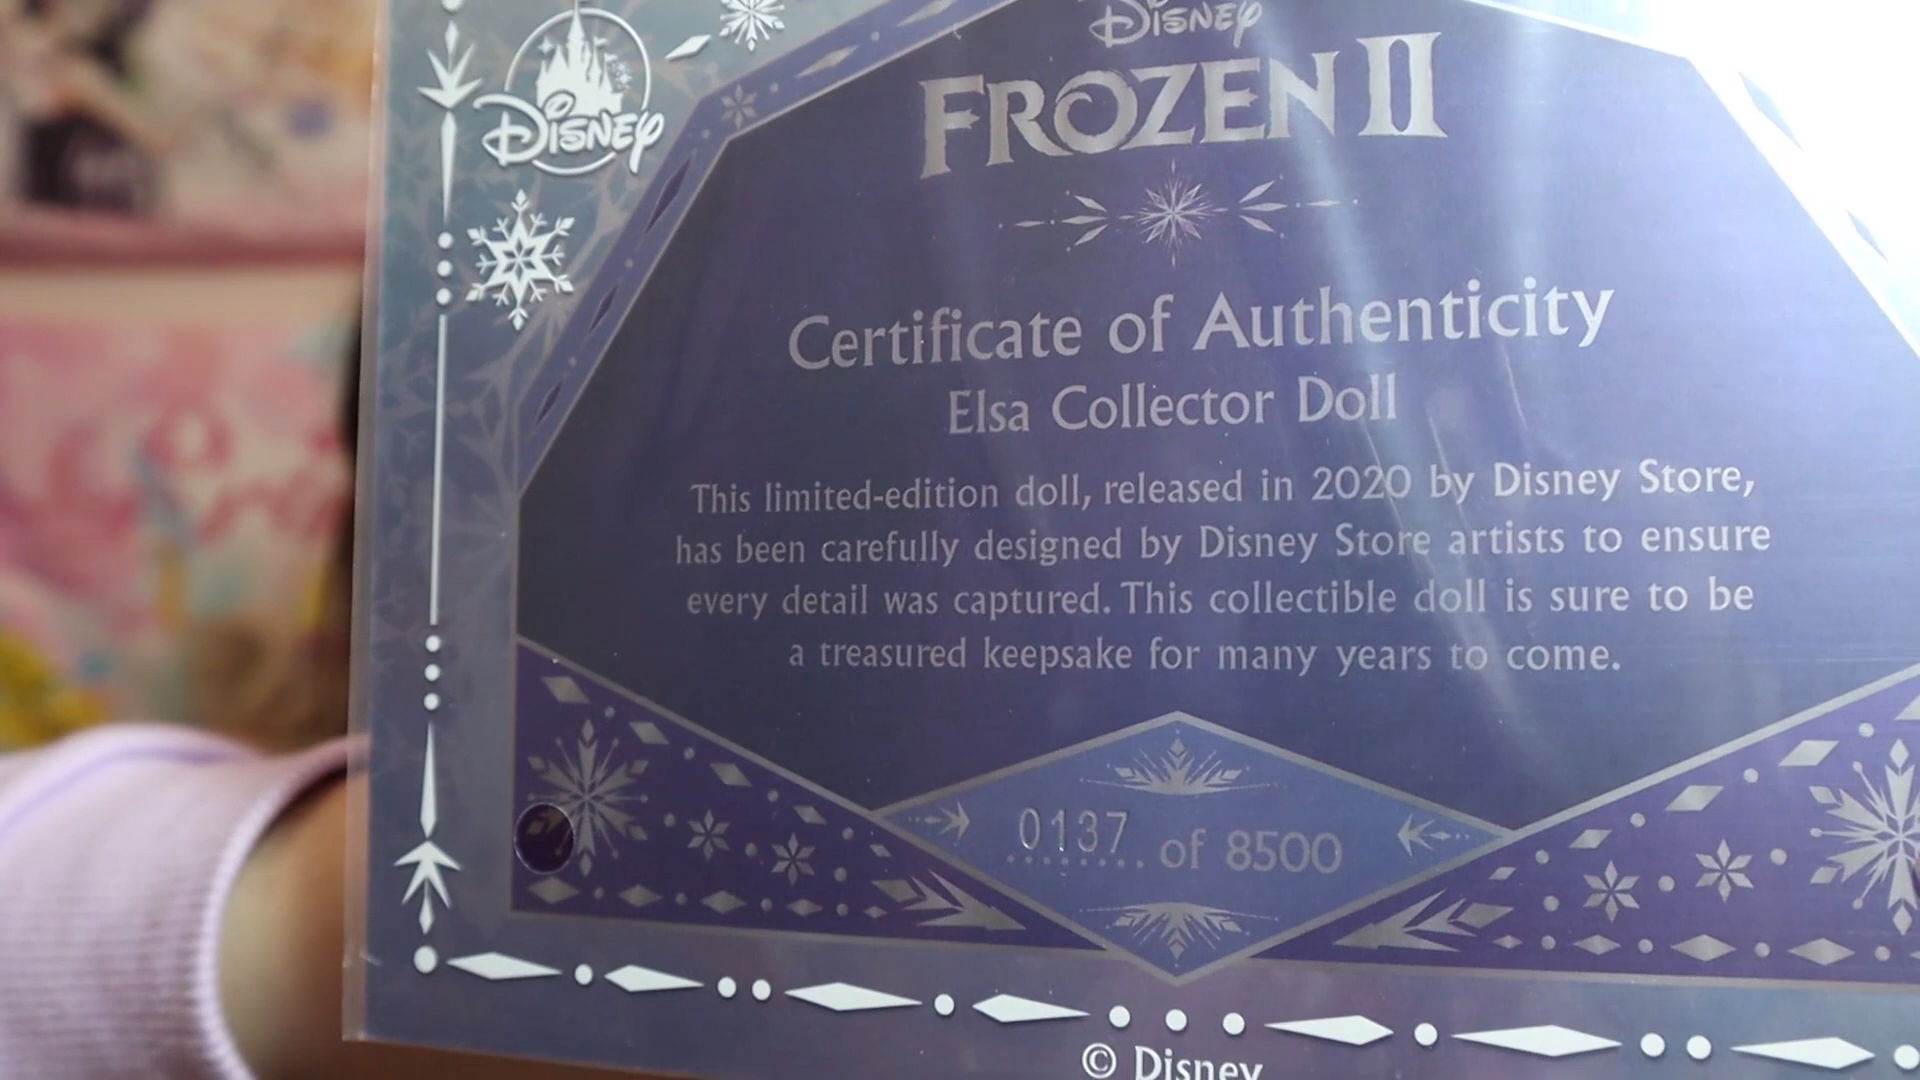 Disney
Disney
FROZEN II
Certificate of Authenticity
Elsa Collector Doll
This limited-edition doll, released in 2020 by Disney Store,
has been carefully designed by Disney Store artists to ensure
every detail was captured. This collectible doll is sure to be
a treasured keepsake for many years to come.
0137 of 8500
© Disney